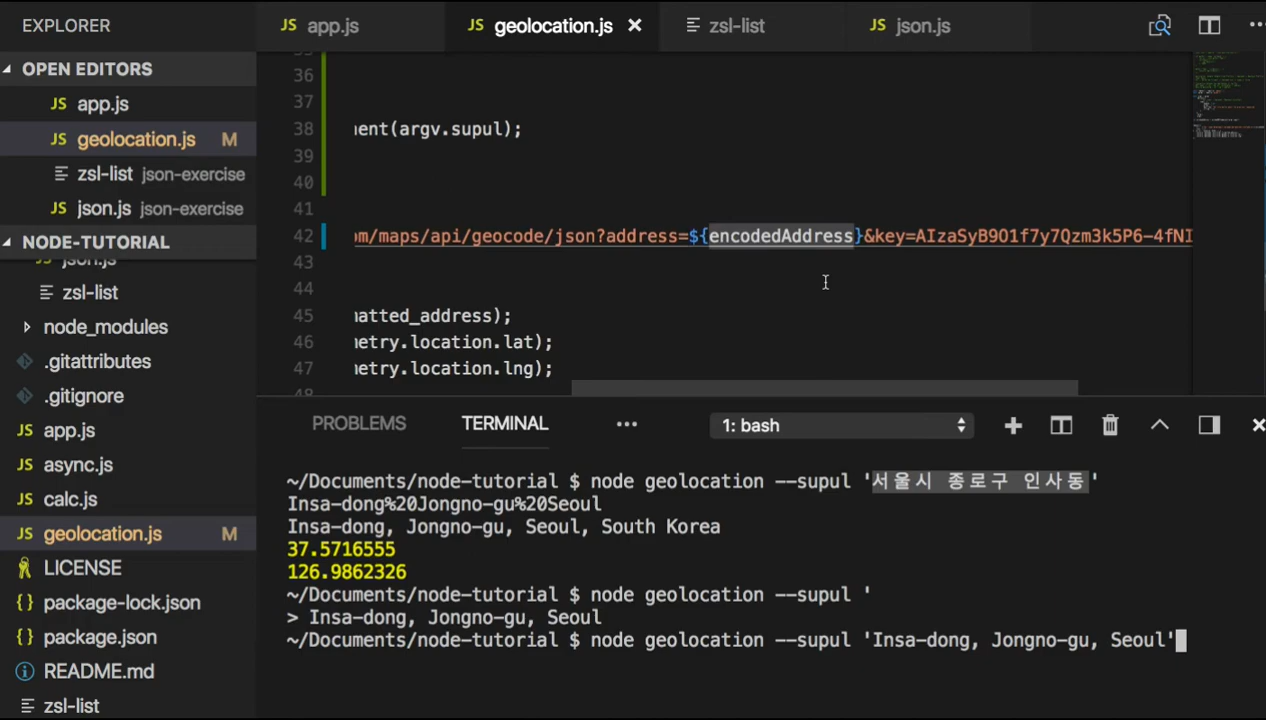 EXPLORER
JS app.js
JS geolocation.js ×
zsl-list
JS json.js
OPEN EDITORS
JS app.js
JS geolocation.js M
zsl-list json-exercise
JS json.js json-exercise
NODE-TUTORIAL
JS json.js
zsl-list
node_modules
.gitattributes
.gitignore
JS app.js
JS async.js
JS calc.js
JS geolocation.js M
LICENSE
{} package-lock.json
{} package.json
README.md
zsl-list
36
37
38 ent(argv.supul);
39
40
41
42 m/maps/api/geocode/json?address=${encodedAddress}&key=AIzaSyB9O1f7y7Qzm3k5P6-4fNI
43
44
45 atted_address);
46 etry.location.lat);
47 etry.location.lng);
48
PROBLEMS TERMINAL ••• 1: bash
~/Documents/node-tutorial $ node geolocation --supul '서울시 종로구 인사동'
Insa-dong%20Jongno-gu%20Seoul
Insa-dong, Jongno-gu, Seoul, South Korea
37.5716555
126.9862326
~/Documents/node-tutorial $ node geolocation --supul '
> Insa-dong, Jongno-gu, Seoul
~/Documents/node-tutorial $ node geolocation --supul 'Insa-dong, Jongno-gu, Seoul'